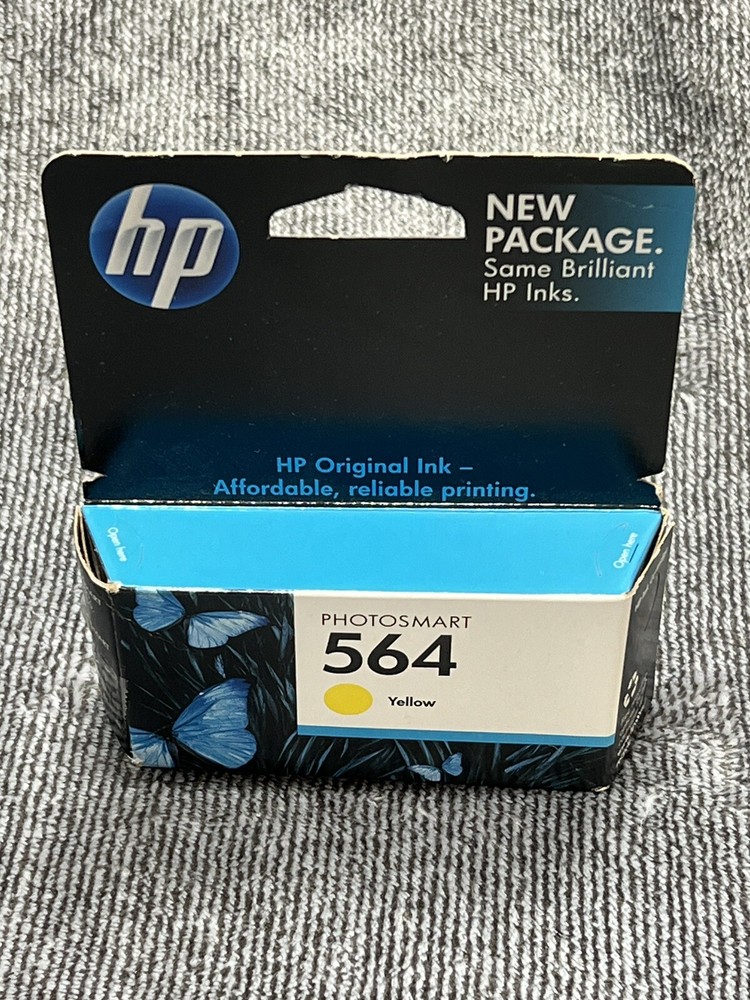 hp
NEW
PACKAGE.
Same Brilliant
HP Inks.
HP Original Ink –
Affordable, reliable printing.
Open here
Open here
PHOTOSMART
564
Yellow